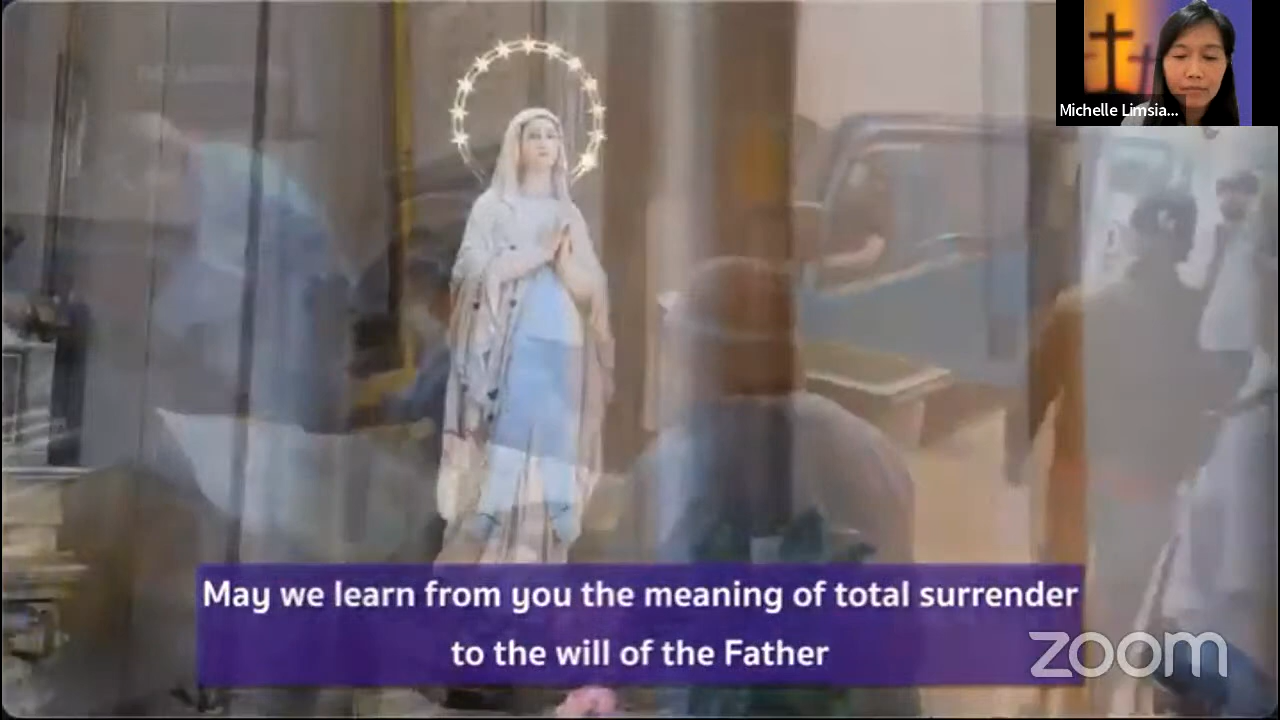 Michelle Limsia...
May we learn from you the meaning of total surrender
to the will of the Father
zoom